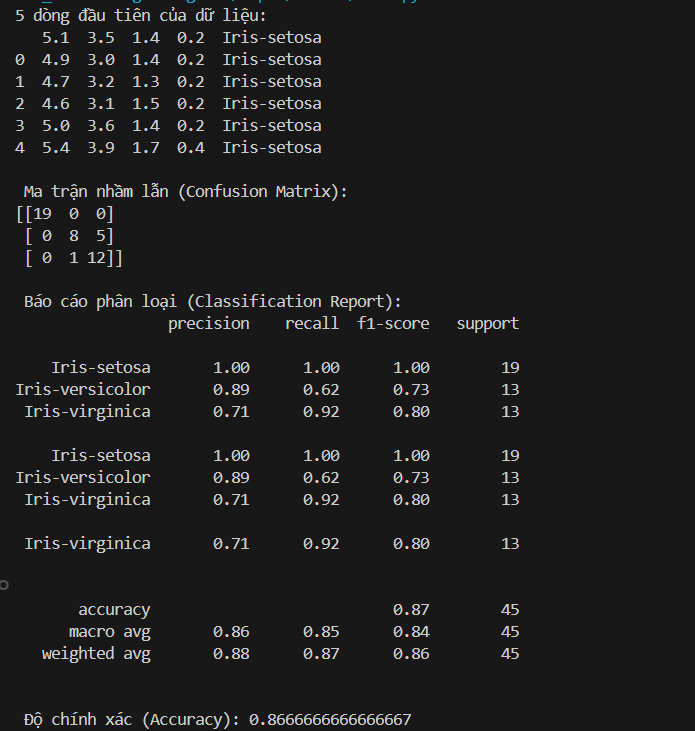 5 dòng đầu tiên của dữ liệu:
5.1 3.5 1.4 0.2 Iris-setosa
0 4.9 3.0 1.4 0.2 Iris-setosa
1 4.7 3.2 1.3 0.2 Iris-setosa
2 4.6 3.1 1.5 0.2 Iris-setosa
3 5.0 3.6 1.4 0.2 Iris-setosa
4 5.4 3.9 1.7 0.4 Iris-setosa
Ma trận nhầm lẫn (Confusion Matrix):
[[19 0 0]
[ 0 8 5]
[ 0 1 12]]
Báo cáo phân loại (Classification Report):
precision recall f1-score support
Iris-setosa 1.00 1.00 1.00 19
Iris-versicolor 0.89 0.62 0.73 13
Iris-virginica 0.71 0.92 0.80 13
Iris-setosa 1.00 1.00 1.00 19
Iris-versicolor 0.89 0.62 0.73 13
Iris-virginica 0.71 0.92 0.80 13
Iris-virginica 0.71 0.92 0.80 13
accuracy 0.87 45
macro avg 0.86 0.85 0.84 45
weighted avg 0.88 0.87 0.86 45
Độ chính xác (Accuracy): 0.8666666666666667